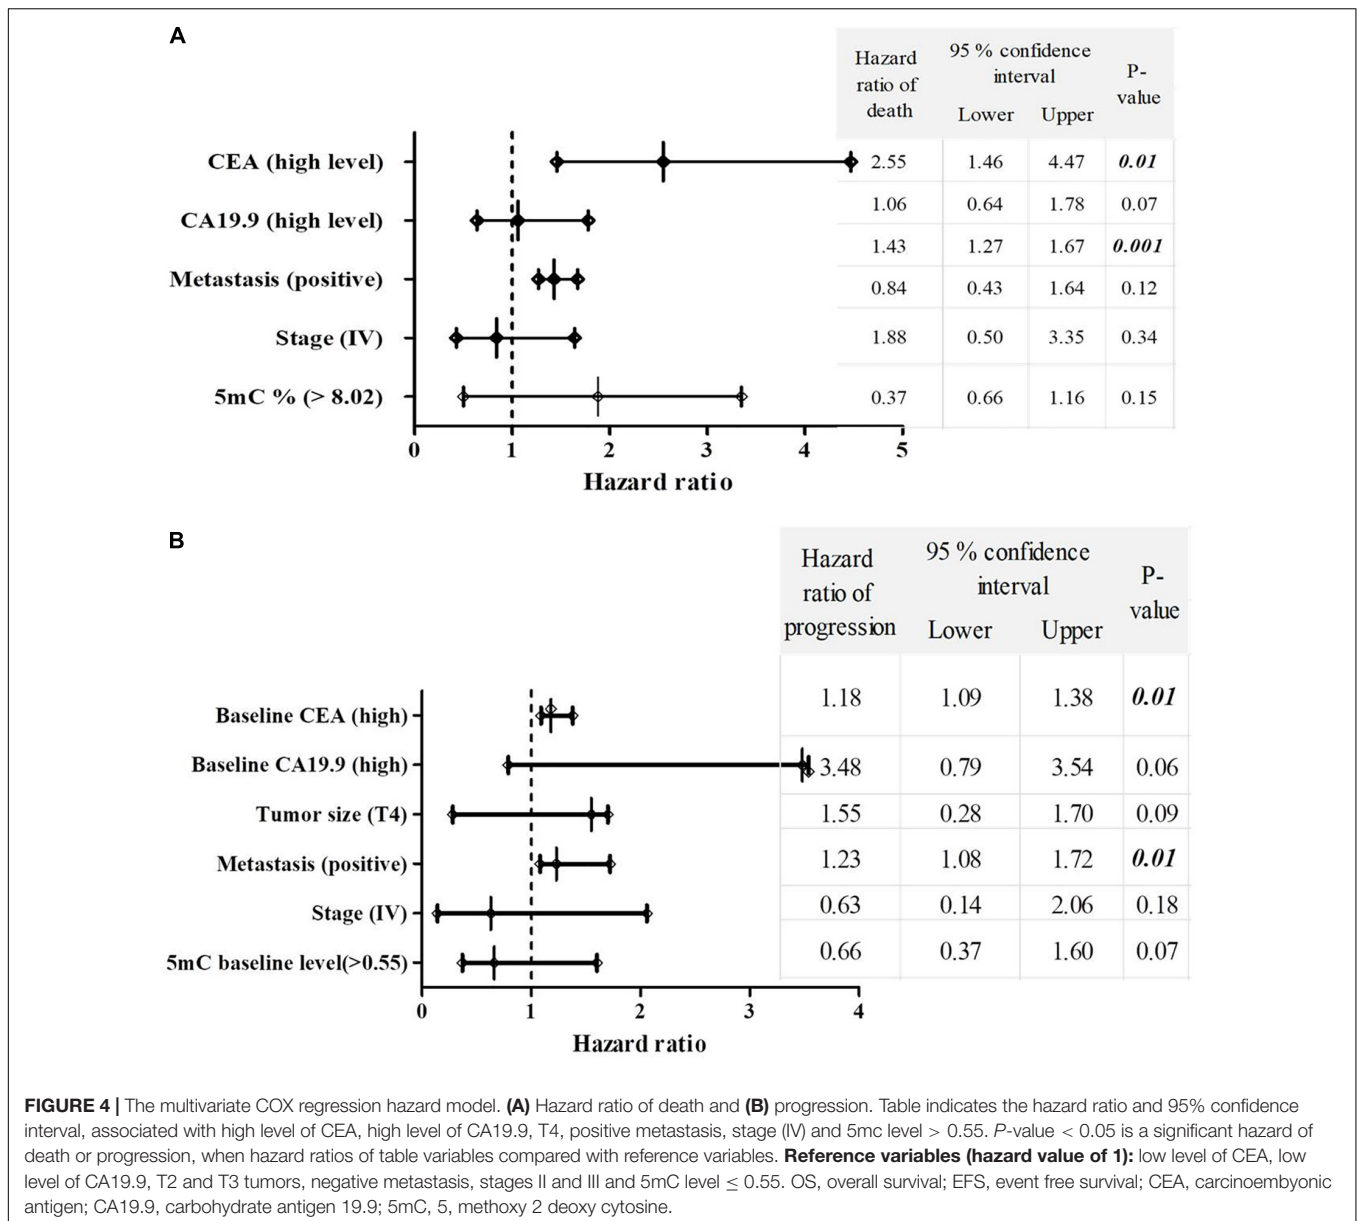 A
Hazard ratio of death
95 % confidence interval
P-value
Lower Upper
CEA (high level) 2.55 1.46 4.47 0.01
CA19.9 (high level) 1.06 0.64 1.78 0.07
1.43 1.27 1.67 0.001
Metastasis (positive) 0.84 0.43 1.64 0.12
Stage (IV) 1.88 0.50 3.35 0.34
5mC % (> 8.02) 0.37 0.66 1.16 0.15
0 1 2 3 4 5
Hazard ratio
B
Hazard ratio of progression
95 % confidence interval
P-value
Lower Upper
Baseline CEA (high) 1.18 1.09 1.38 0.01
Baseline CA19.9 (high) 3.48 0.79 3.54 0.06
Tumor size (T4) 1.55 0.28 1.70 0.09
Metastasis (positive) 1.23 1.08 1.72 0.01
Stage (IV) 0.63 0.14 2.06 0.18
5mC baseline level(>0.55) 0.66 0.37 1.60 0.07
0 1 2 3 4
Hazard ratio
FIGURE 4 | The multivariate COX regression hazard model. (A) Hazard ratio of death and (B) progression. Table indicates the hazard ratio and 95% confidence
interval, associated with high level of CEA, high level of CA19.9, T4, positive metastasis, stage (IV) and 5mc level > 0.55. P-value < 0.05 is a significant hazard of
death or progression, when hazard ratios of table variables compared with reference variables. Reference variables (hazard value of 1): low level of CEA, low
level of CA19.9, T2 and T3 tumors, negative metastasis, stages II and III and 5mC level ≤ 0.55. OS, overall survival; EFS, event free survival; CEA, carcinoembyonic
antigen; CA19.9, carbohydrate antigen 19.9; 5mC, 5, methoxy 2 deoxy cytosine.